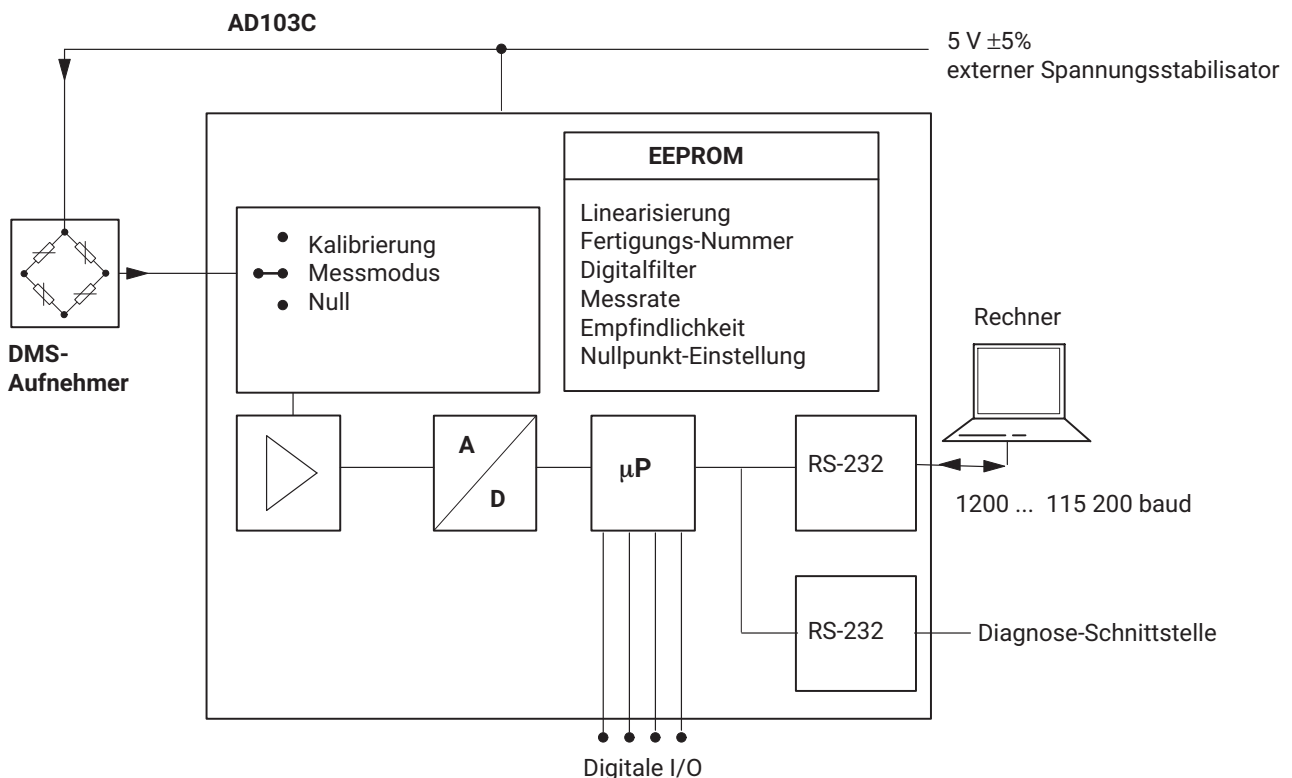 AD103C
5 V ±5%
externer Spannungsstabilisator
EEPROM
Linearisierung
Fertigungs-Nummer
Digitalfilter
Messrate
Empfindlichkeit
Nullpunkt-Einstellung
Kalibrierung
Messmodus
Null
DMS-
Aufnehmer
Rechner
A
D
µP
RS-232
1200 ... 115 200 baud
RS-232
Diagnose-Schnittstelle
Digitale I/O